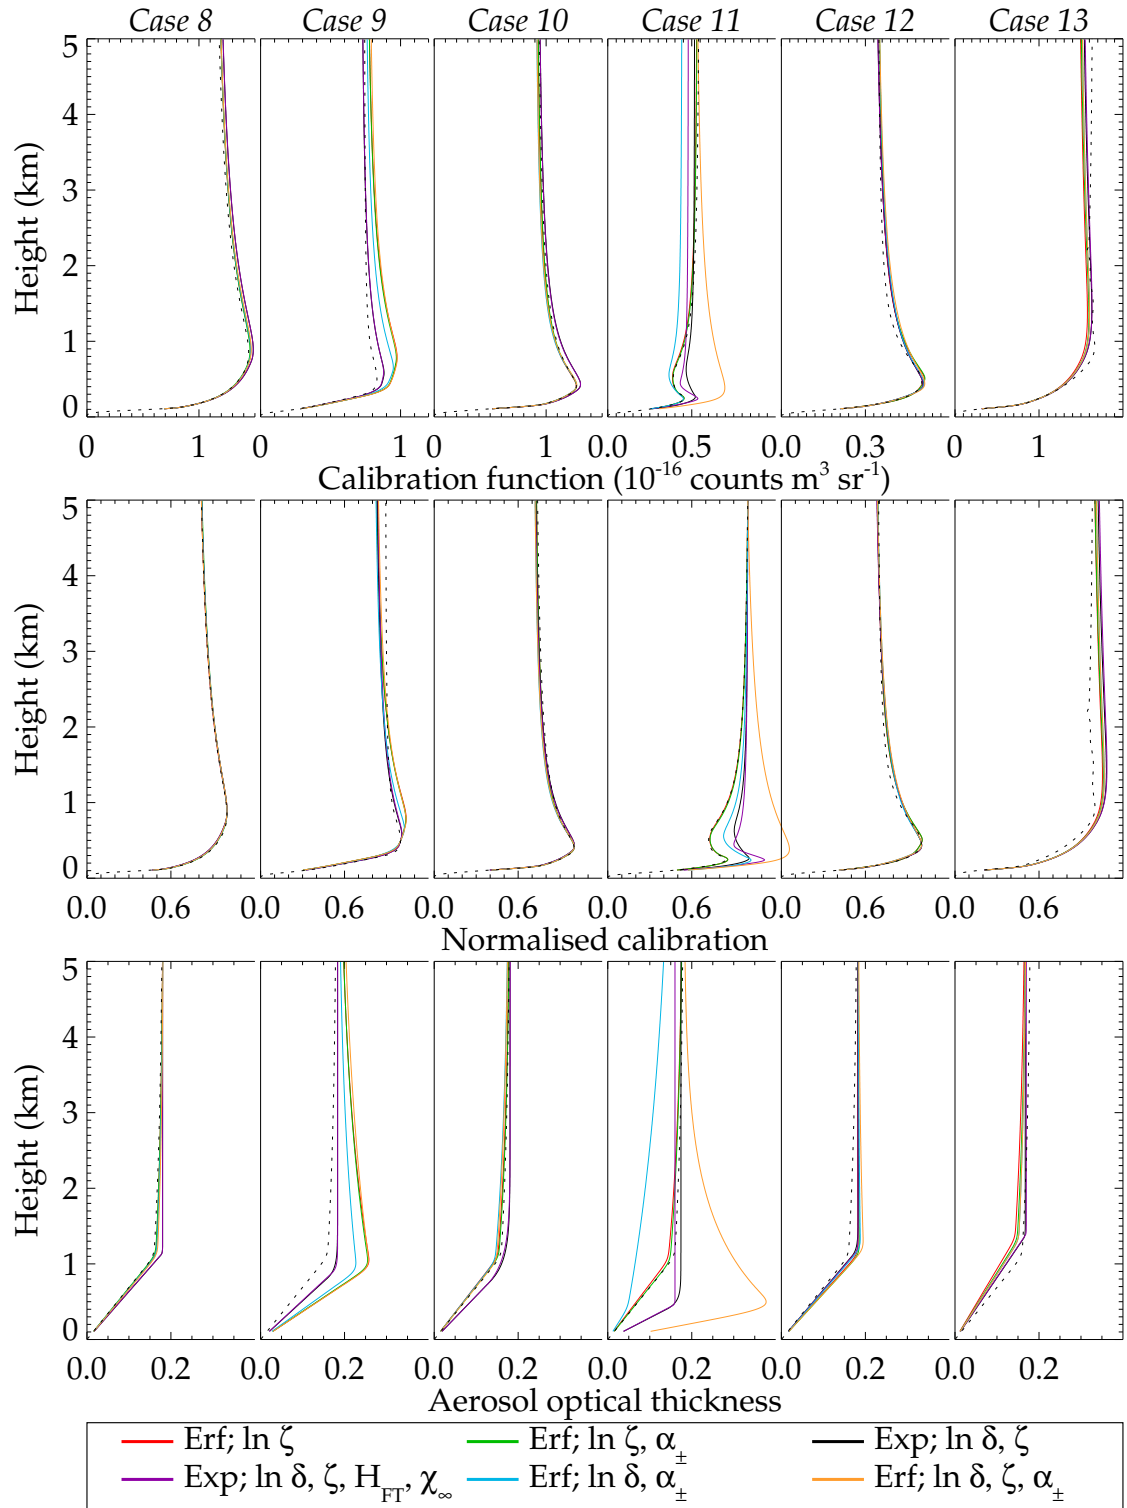 Case 8 Case 9 Case 10 Case 11 Case 12 Case 13
5
4
3
2
1
0
Height (km)
0 1 0 1 0 1 0.0 0.5 0.0 0.3 0 1
Calibration function (10⁻¹⁶ counts m³ sr⁻¹)
5
4
3
2
1
0
Height (km)
0.0 0.6 0.0 0.6 0.0 0.6 0.0 0.6 0.0 0.6 0.0 0.6
Normalised calibration
5
4
3
2
1
0
Height (km)
0.0 0.2 0.0 0.2 0.0 0.2 0.0 0.2 0.0 0.2 0.0 0.2
Aerosol optical thickness
Erf; ln ζ Erf; ln ζ, α± Exp; ln δ, ζ
Exp; ln δ, ζ, H_FT, χ∞ Erf; ln δ, α± Erf; ln δ, ζ, α±